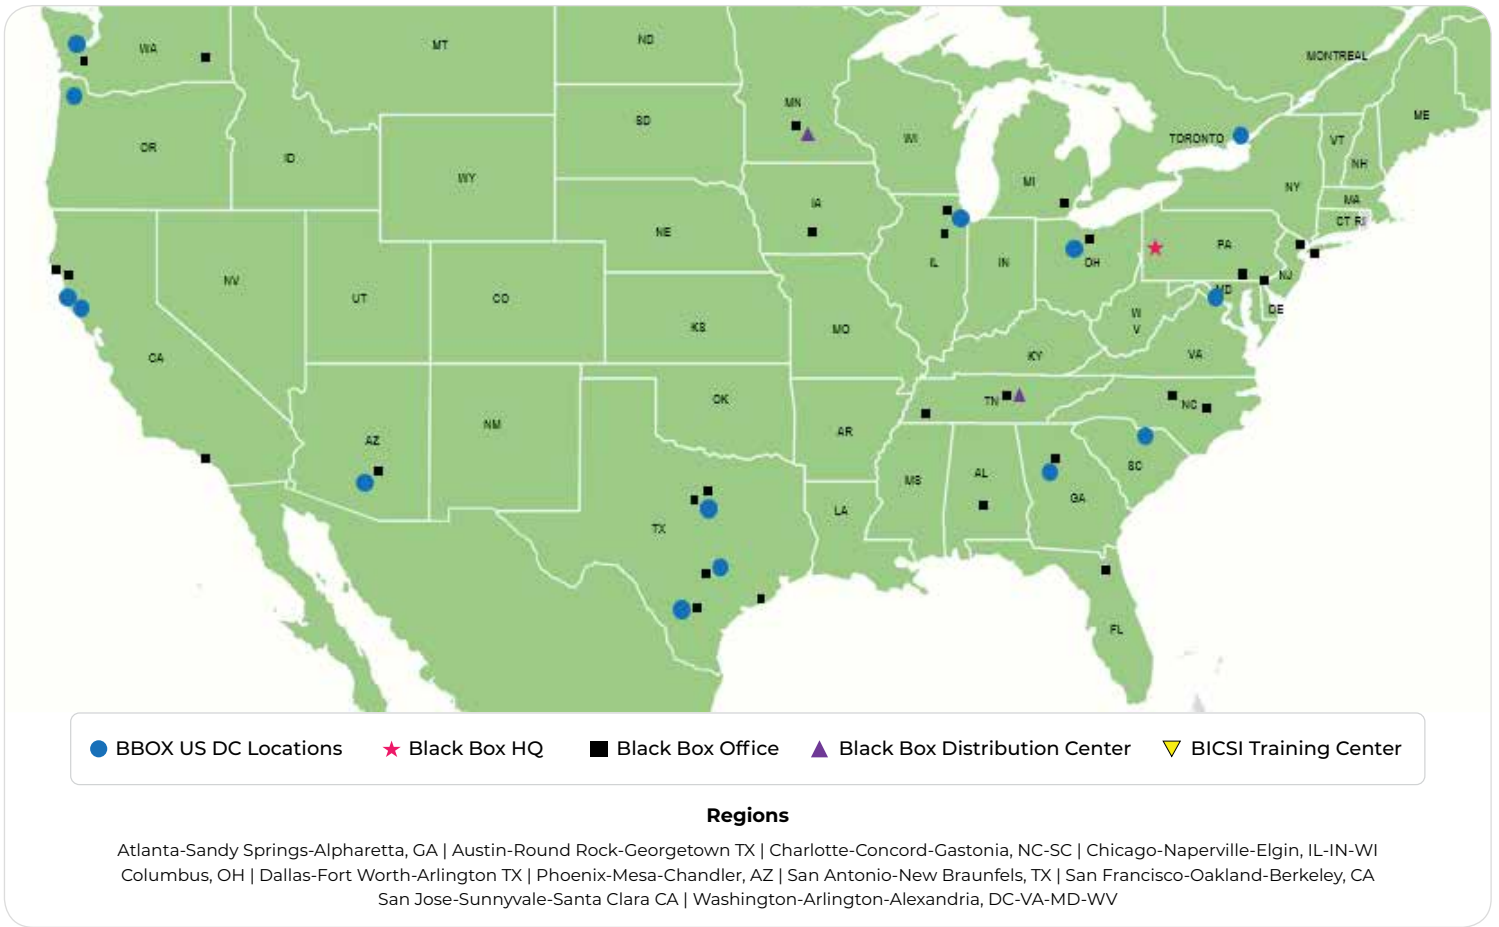 WA
MT
ND
MONTREAL
OR
ID
SD
MN
WI
ME
TORONTO
VT
NH
WY
MI
NY
MA
CT RI
IA
NE
NV
UT
CO
IL
IN
OH
PA
NJ
MD
DE
CA
KS
MO
W
V
KY
VA
AZ
NM
OK
AR
TN
NC
SC
MS
AL
GA
TX
LA
FL
BBOX US DC Locations
Black Box HQ
Black Box Office
Black Box Distribution Center
BICSI Training Center
Regions
Atlanta-Sandy Springs-Alpharetta, GA | Austin-Round Rock-Georgetown TX | Charlotte-Concord-Gastonia, NC-SC | Chicago-Naperville-Elgin, IL-IN-WI
Columbus, OH | Dallas-Fort Worth-Arlington TX | Phoenix-Mesa-Chandler, AZ | San Antonio-New Braunfels, TX | San Francisco-Oakland-Berkeley, CA
San Jose-Sunnyvale-Santa Clara CA | Washington-Arlington-Alexandria, DC-VA-MD-WV